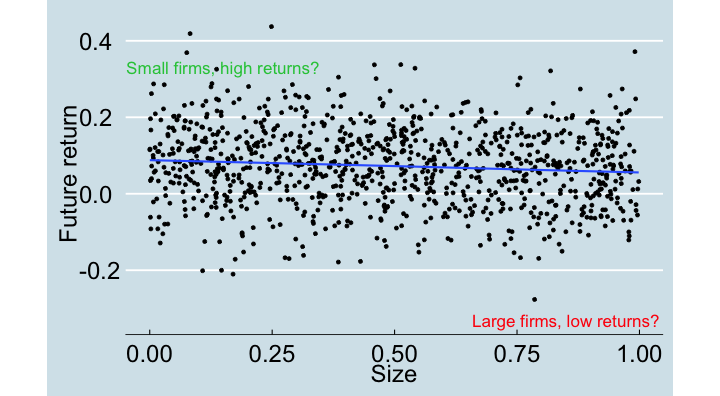 0.4
Small firms, high returns?
0.2
Future return
0.0
-0.2
Large firms, low returns?
0.00 0.25 0.50 0.75 1.00
Size